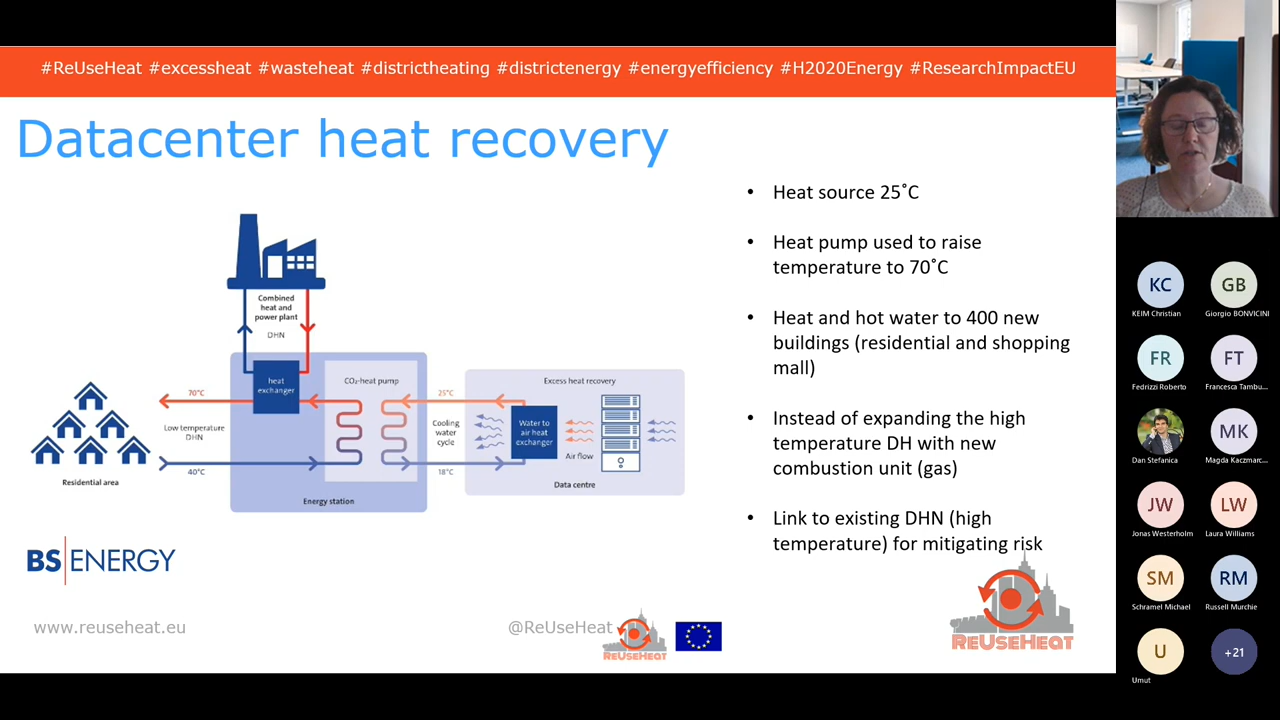 #ReUseHeat #excessheat #wasteheat #districtheating #districtenergy #energyefficiency #H2020Energy #ResearchImpactEU
Datacenter heat recovery
Combined
heat and
power plant
DHN
heat
exchanger
CO₂-heat pump
70°C
Low temperature
DHN
40°C
Residential area
Energy station
25°C
Cooling
water
cycle
18°C
Excess heat recovery
Water to
air heat
exchanger
Air flow
Data centre
• Heat source 25˚C
• Heat pump used to raise
temperature to 70˚C
• Heat and hot water to 400 new
buildings (residential and shopping
mall)
• Instead of expanding the high
temperature DH with new
combustion unit (gas)
• Link to existing DHN (high
temperature) for mitigating risk
BS|ENERGY
www.reuseheat.eu
@ReUseHeat
ReUseHeat
ReUseHeat
KC
KEIM Christian
GB
Giorgio BONVICINI
FR
Fedrizzi Roberto
FT
Francesca Tambu...
Dan Stefanica
MK
Magda Kaczmarc...
JW
Jonas Westerholm
LW
Laura Williams
SM
Schramel Michael
RM
Russell Murchie
U
Umut
+21